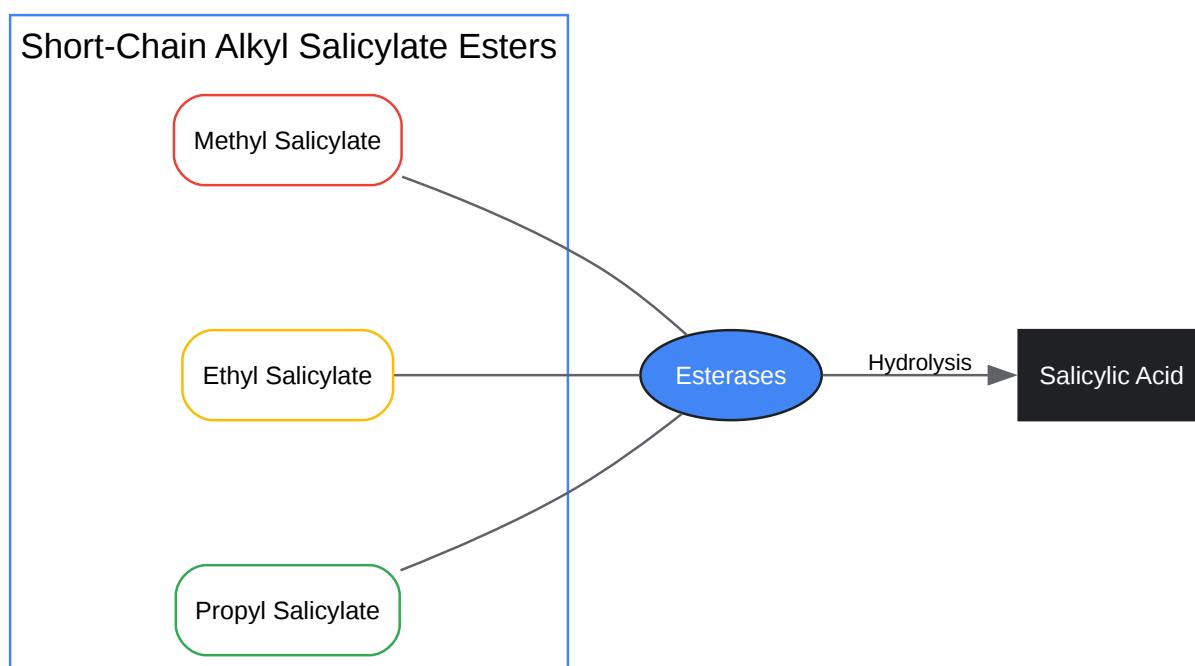 Short-Chain Alkyl Salicylate Esters
Methyl Salicylate
Ethyl Salicylate
Propyl Salicylate
Esterases
Hydrolysis
Salicylic Acid